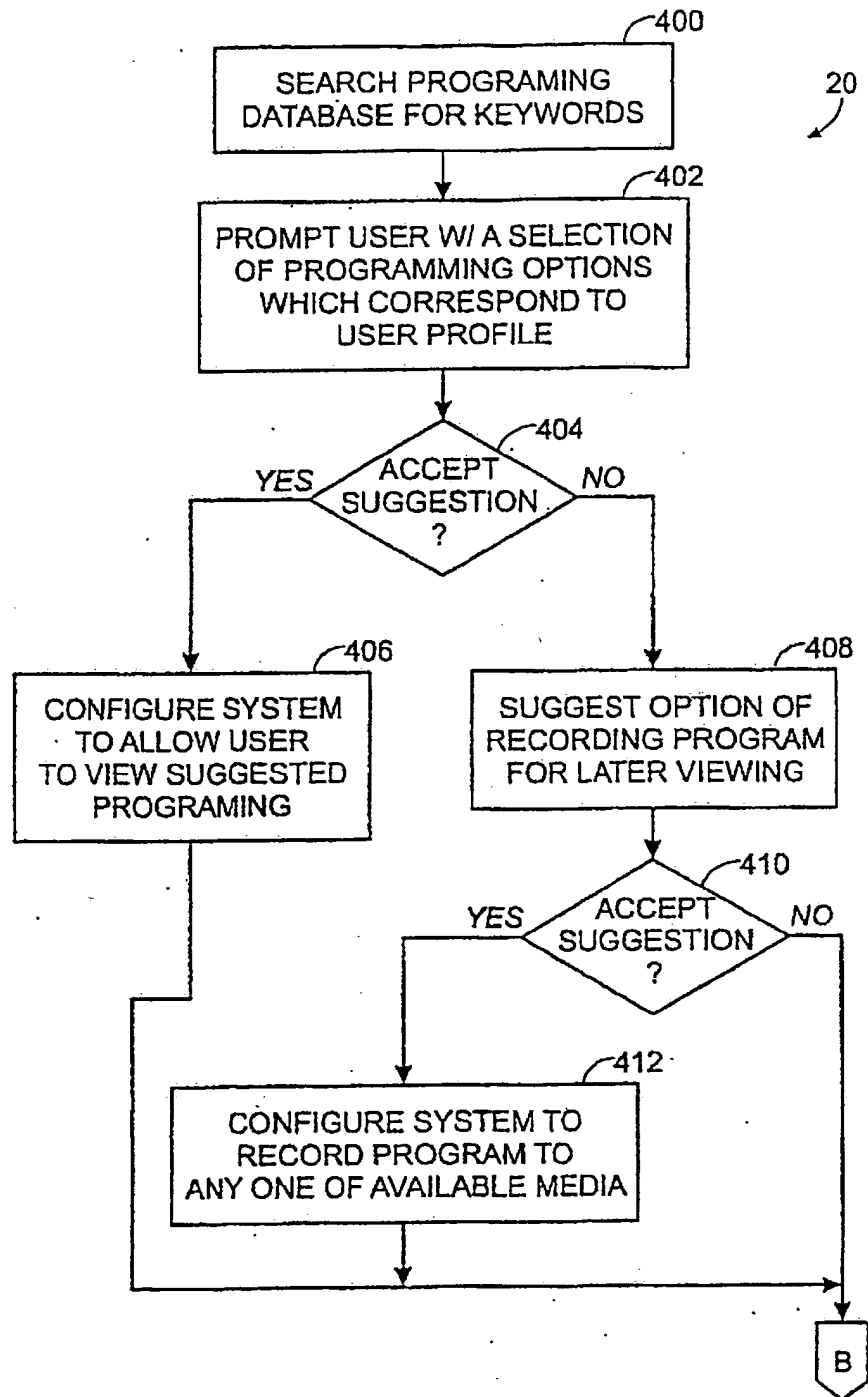 400
SEARCH PROGRAMING
DATABASE FOR KEYWORDS
20
402
PROMPT USER W/ A SELECTION
OF PROGRAMMING OPTIONS
WHICH CORRESPOND TO
USER PROFILE
404
YES
ACCEPT
SUGGESTION
?
NO
406
CONFIGURE SYSTEM
TO ALLOW USER
TO VIEW SUGGESTED
PROGRAMING
408
SUGGEST OPTION OF
RECORDING PROGRAM
FOR LATER VIEWING
410
YES
ACCEPT
SUGGESTION
?
NO
412
CONFIGURE SYSTEM TO
RECORD PROGRAM TO
ANY ONE OF AVAILABLE MEDIA
B